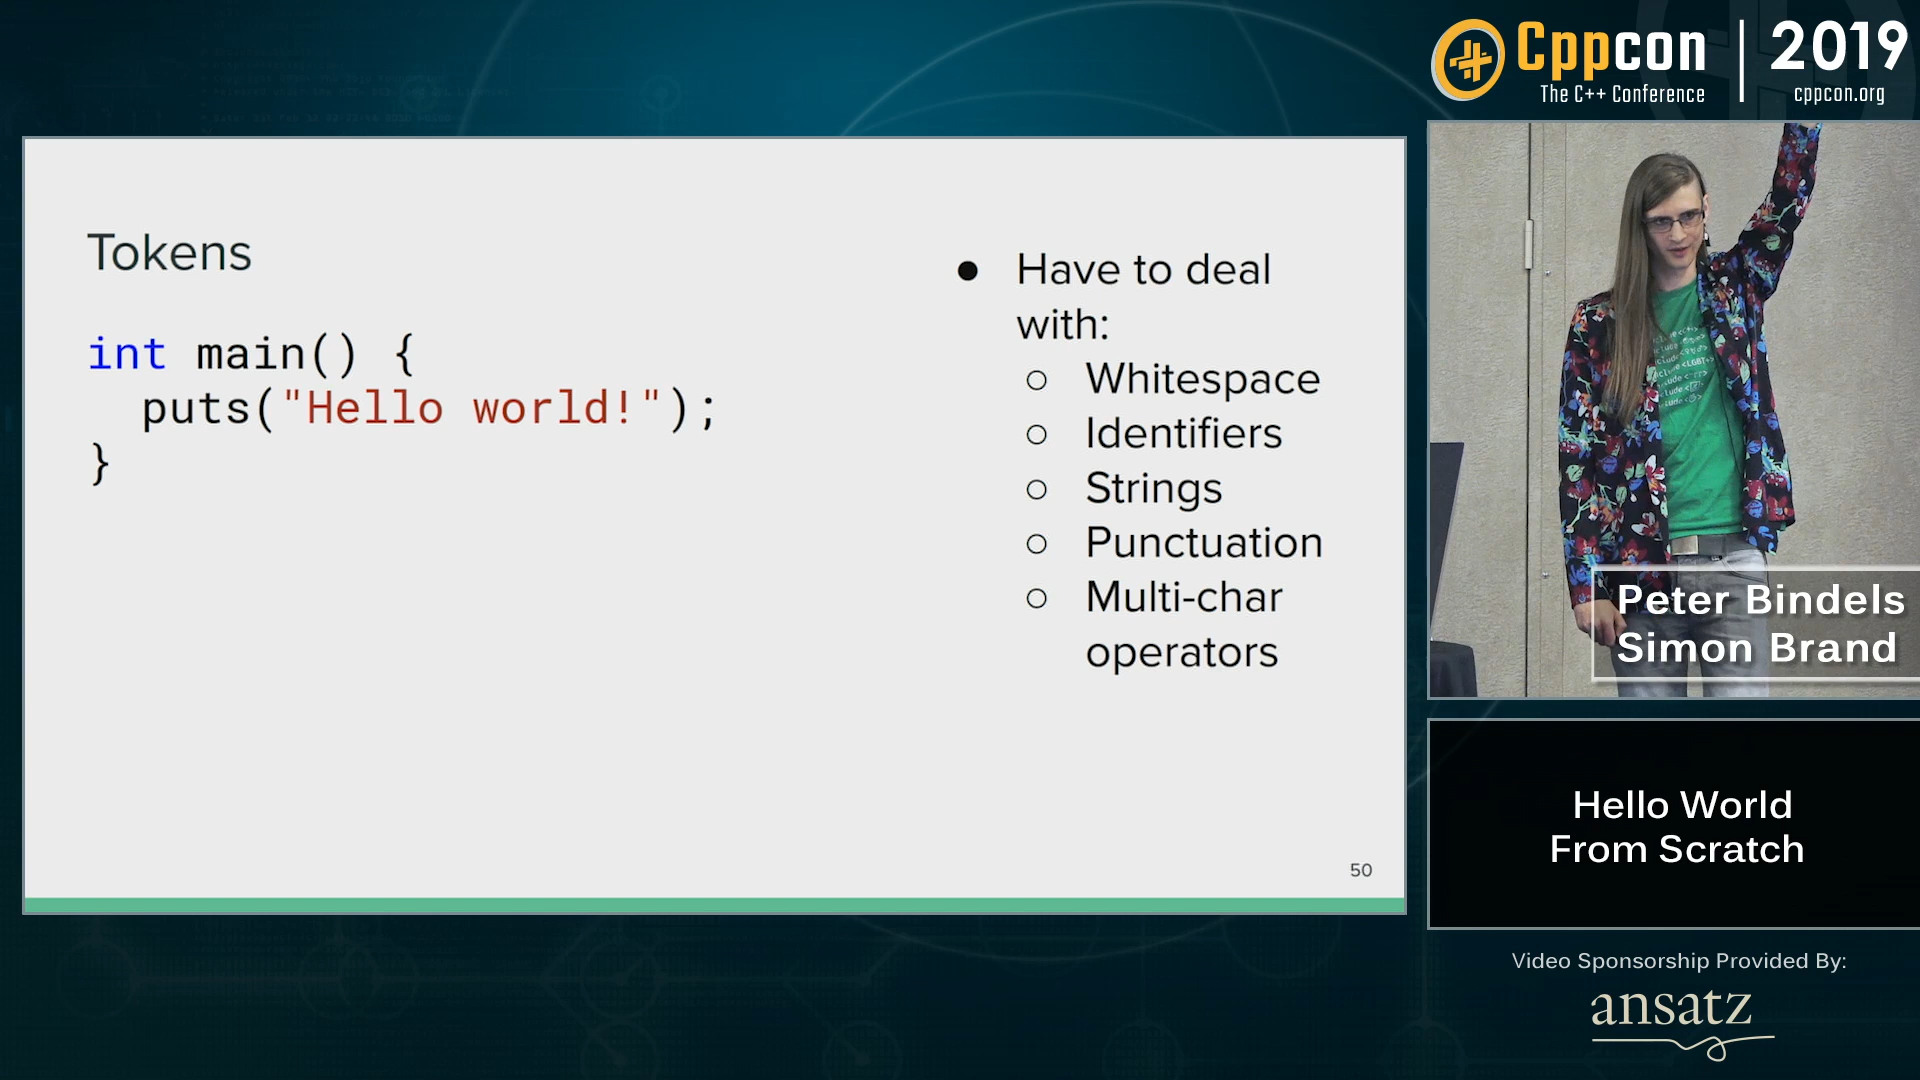 Cppcon
The C++ Conference
2019
cppcon.org
Tokens
int main() {
  puts("Hello world!");
}
● Have to deal
with:
○ Whitespace
○ Identifiers
○ Strings
○ Punctuation
○ Multi-char
operators
50
Peter Bindels
Simon Brand
Hello World
From Scratch
Video Sponsorship Provided By:
ansatz